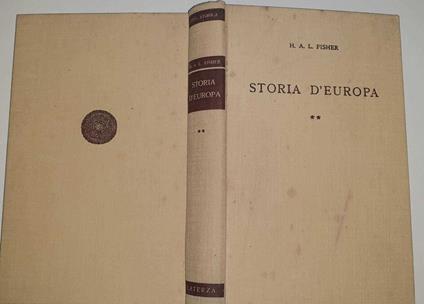 H. A. L. FISHER
STORIA D'EUROPA
**
H. A. L. FISHER
STORIA
D'EUROPA
**
LATERZA